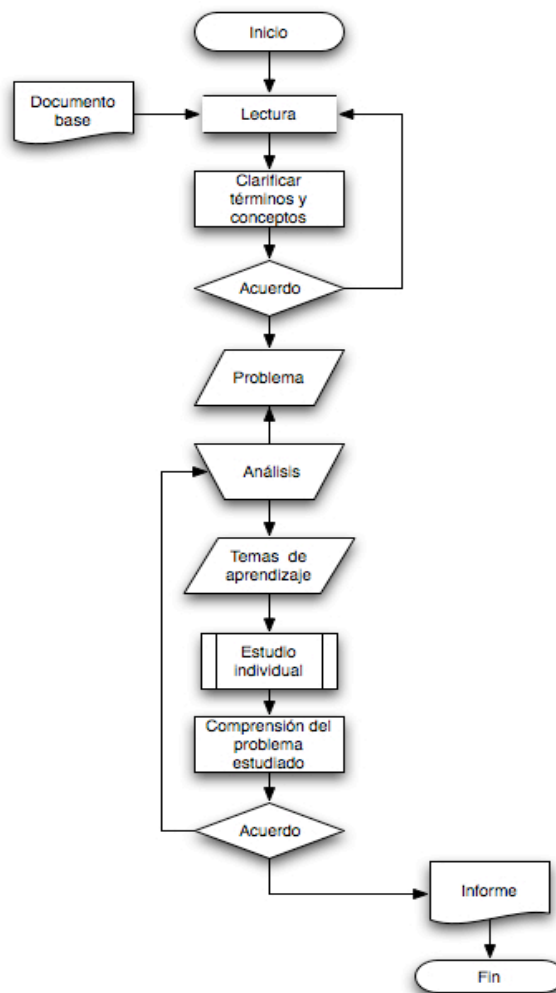 Inicio
Documento
base
Lectura
Clarificar
términos y
conceptos
Acuerdo
Problema
Análisis
Temas de
aprendizaje
Estudio
individual
Comprensión del
problema
estudiado
Acuerdo
Informe
Fin